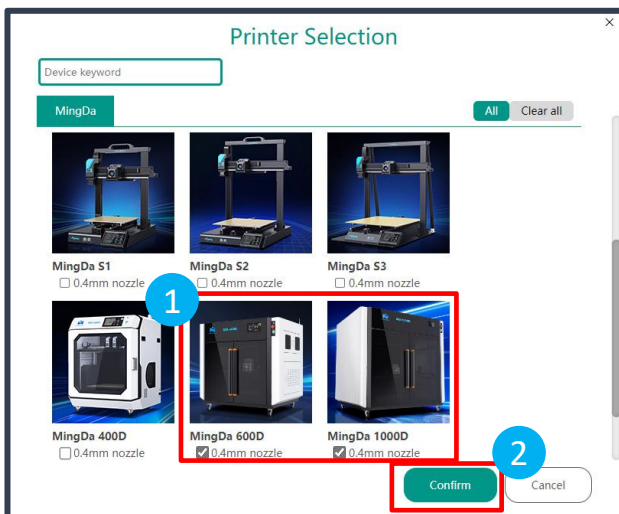 ×
Printer Selection
Device keyword
MingDa
All Clear all
MingDa S1 MingDa S2 MingDa S3
0.4mm nozzle 0.4mm nozzle 0.4mm nozzle
1
MingDa 400D MingDa 600D MingDa 1000D
0.4mm nozzle 0.4mm nozzle 0.4mm nozzle
2
Confirm Cancel